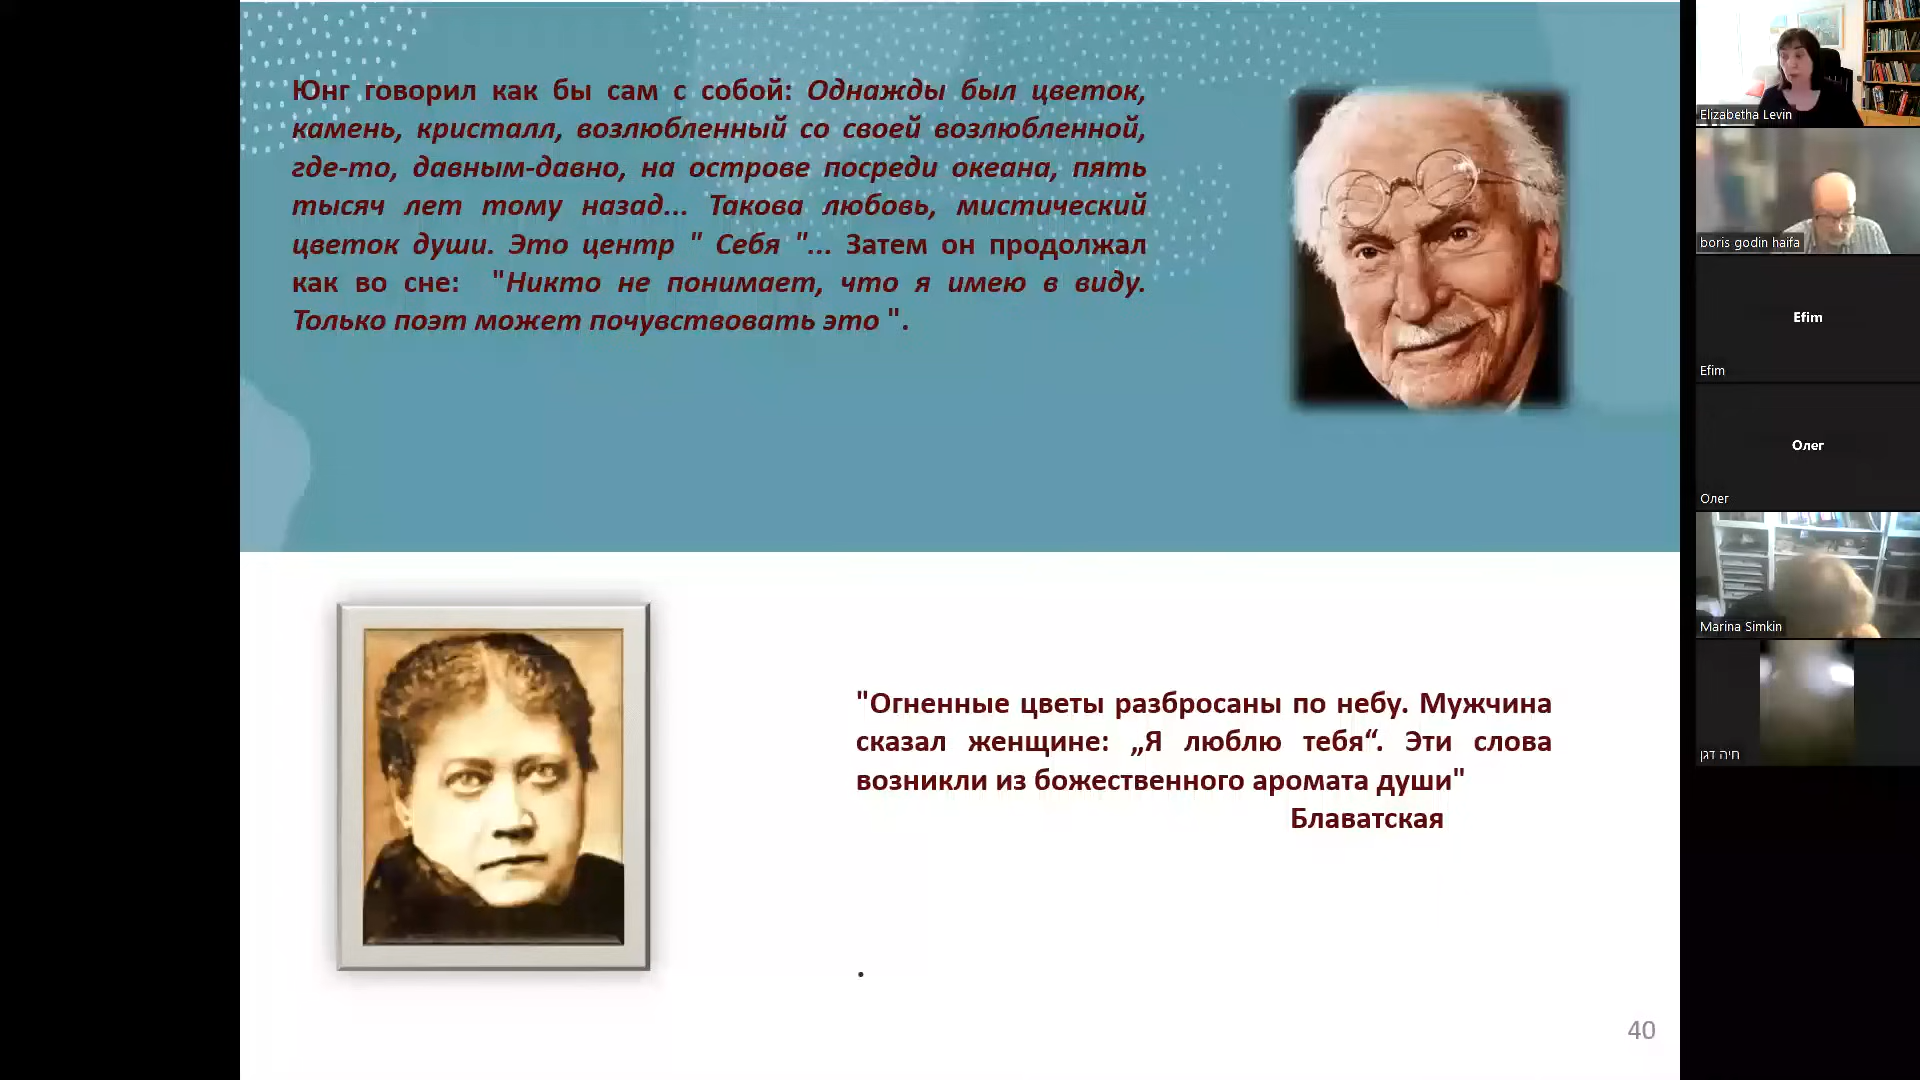 Юнг говорил как бы сам с собой: Однажды был цветок,
камень, кристалл, возлюбленный со своей возлюбленной,
где-то, давным-давно, на острове посреди океана, пять
тысяч лет тому назад... Такова любовь, мистический
цветок души. Это центр " Себя "... Затем он продолжал
как во сне: "Никто не понимает, что я имею в виду.
Только поэт может почувствовать это ".
"Огненные цветы разбросаны по небу. Мужчина
сказал женщине: „Я люблю тебя“. Эти слова
возникли из божественного аромата души"
Блаватская
.
40
Elizabetha Levin
boris godin haifa
Efim
Efim
Олег
Олег
Marina Simkin
חיה דגן